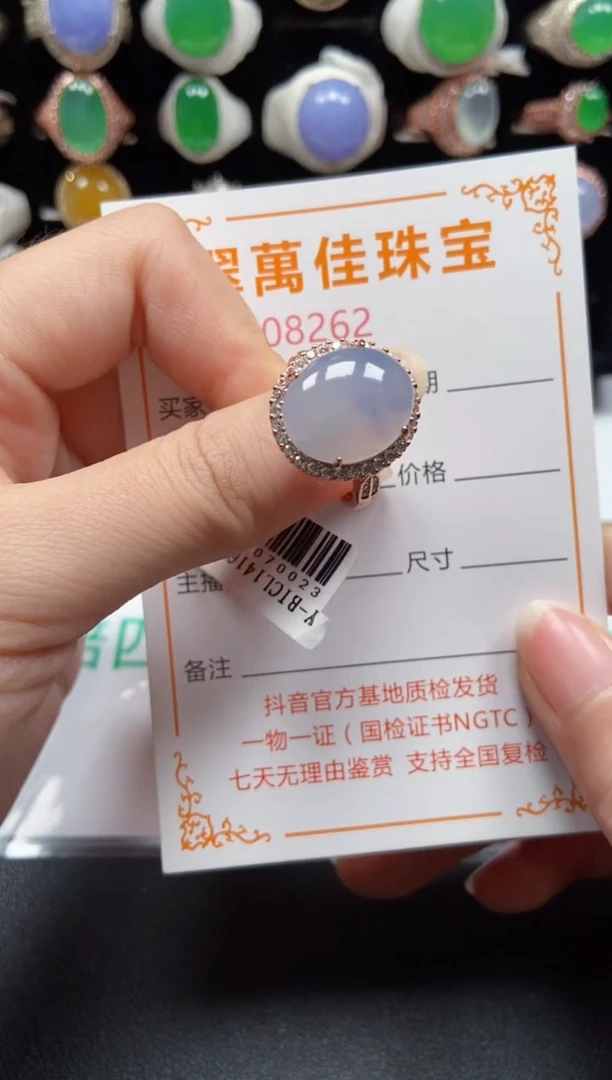 翠萬佳珠宝
08262
买家
期
价格
尺寸
主播
070023
备注
抖音官方基地质检发货
一物一证（国检证书NGTC）
七天无理由鉴赏 支持全国复检